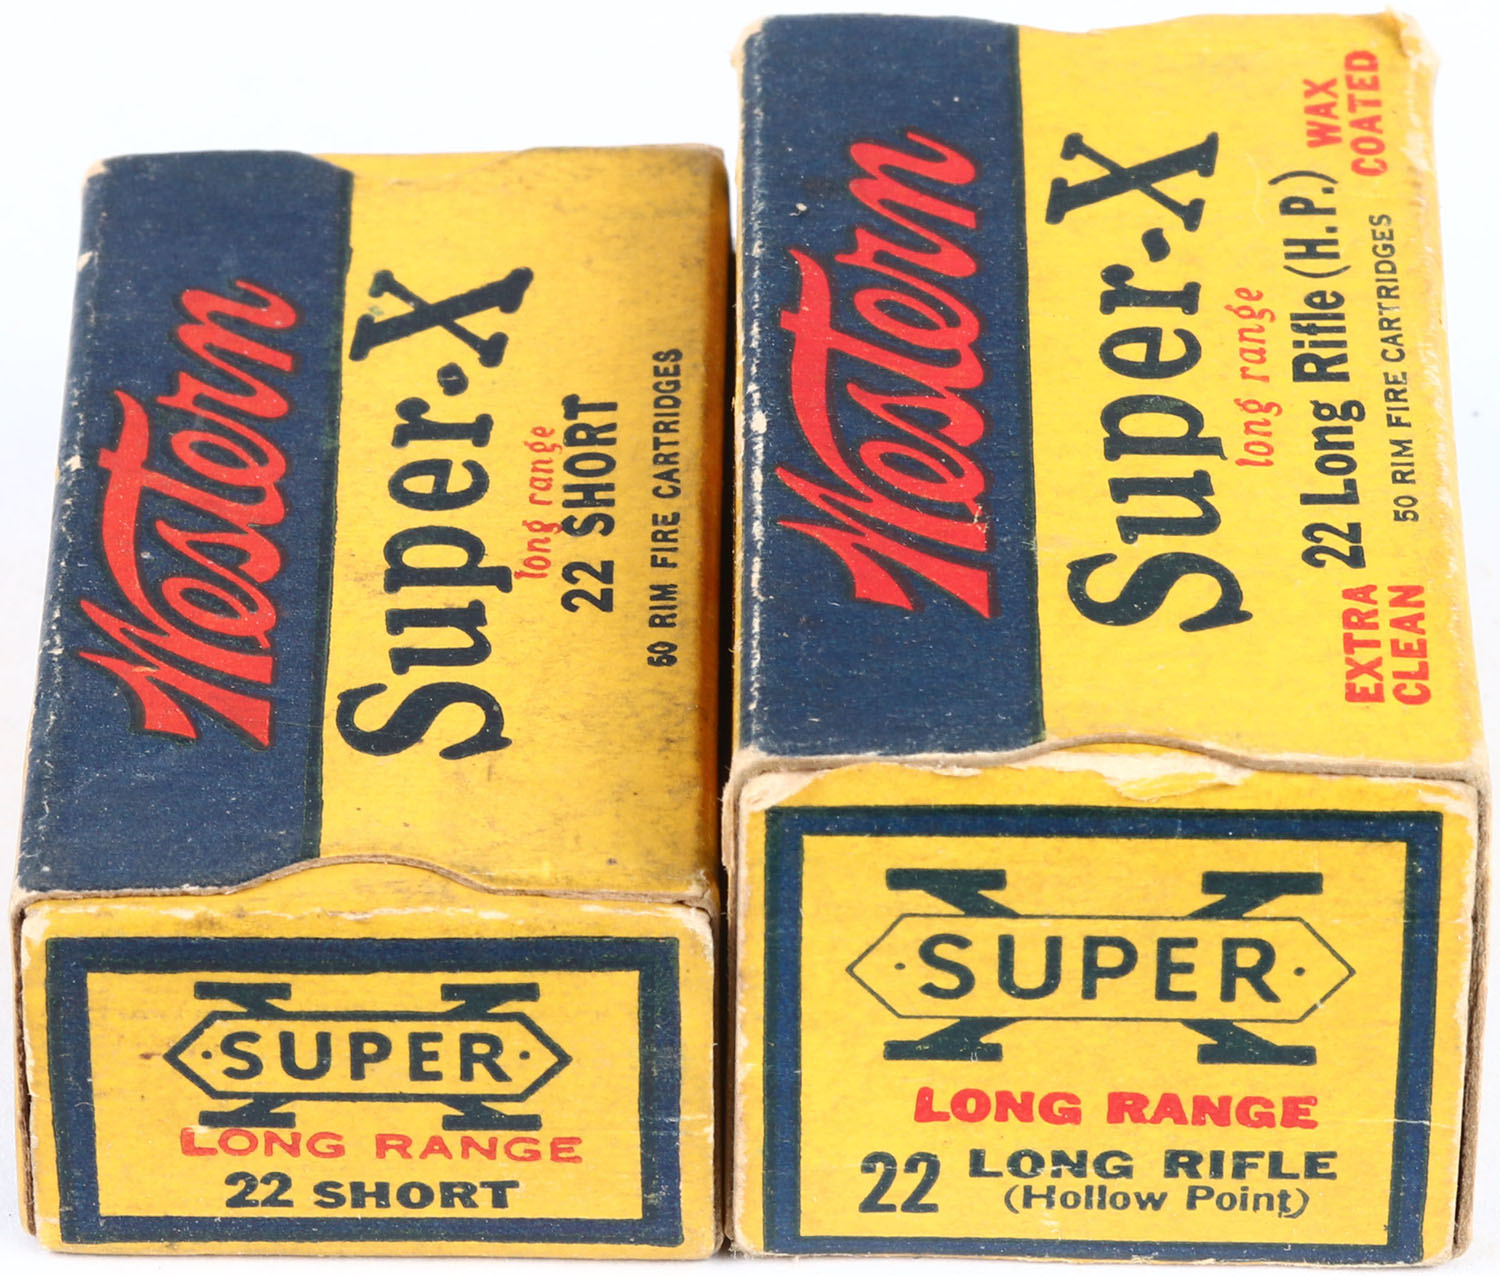 Western
Super-X
long range
22 SHORT
50 RIM FIRE CARTRIDGES
SUPER
X
LONG RANGE
22 SHORT
Western
Super-X
long range
EXTRA CLEAN 22 Long Rifle (H.P.) WAX COATED
50 RIM FIRE CARTRIDGES
SUPER
X
LONG RANGE
22 LONG RIFLE
(Hollow Point)